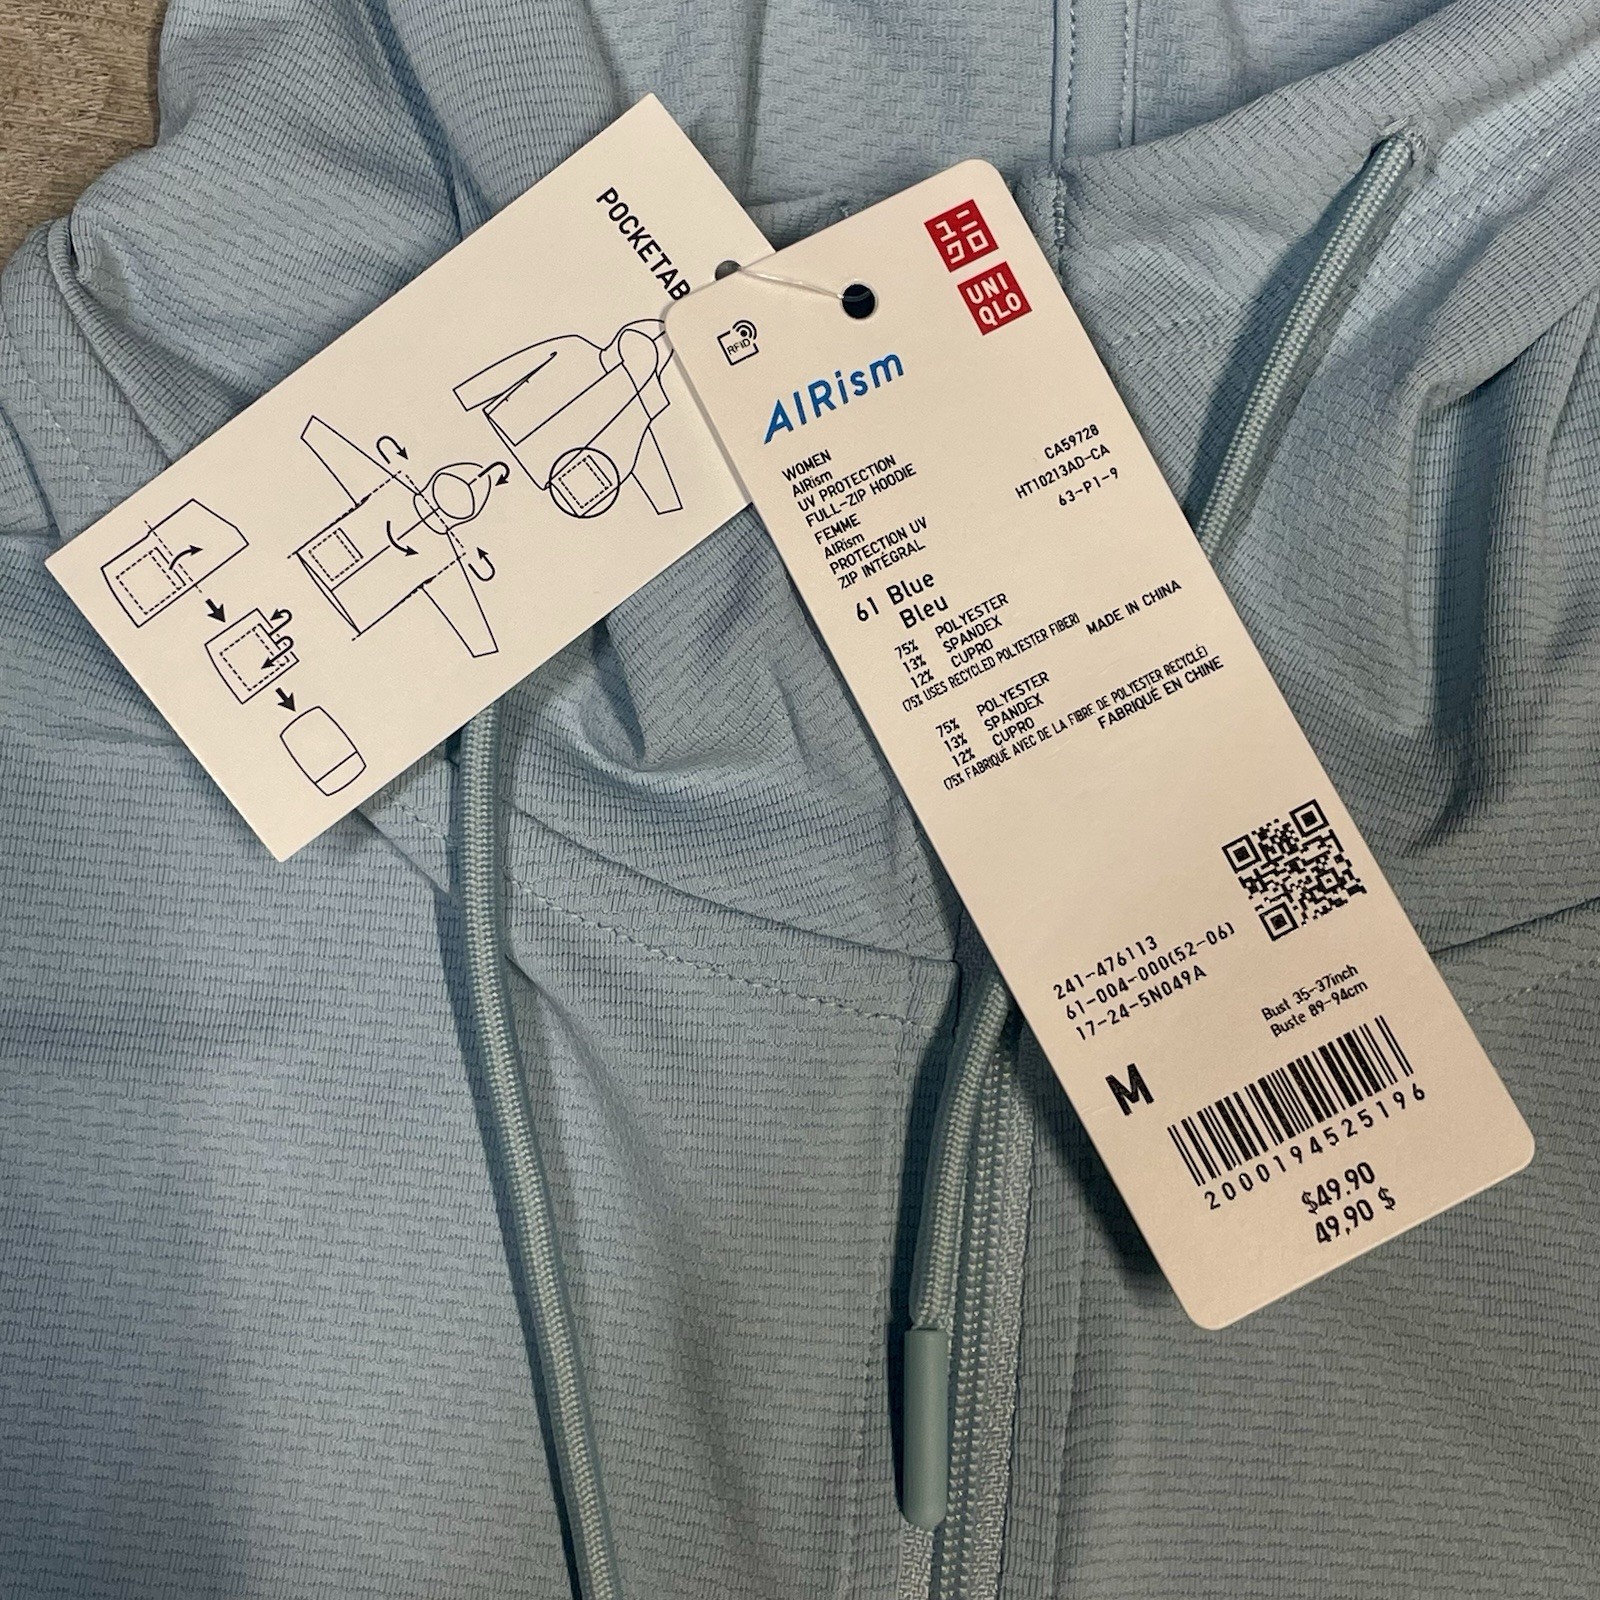 POCKETAB
ユニ
クロ
UNI
QLO
RFID
AIRism
WOMEN
AIRism
UV PROTECTION
FULL-ZIP HOODIE
FEMME
AIRism
PROTECTION UV
ZIP INTÉGRAL
CA59728
HT10213AD-CA
63-P1-9
61 Blue
Bleu
75% POLYESTER
13% SPANDEX
12% CUPRO
(75% USES RECYCLED POLYESTER FIBER)
MADE IN CHINA
75% POLYESTER
13% SPANDEX
12% CUPRO
(75% FABRIQUÉ AVEC DE LA FIBRE DE POLYESTER RECYCLÉ)
FABRIQUÉ EN CHINE
241-476113
61-004-000(52-06)
17-24-5N049A
Bust 35-37inch
Buste 89-94cm
M
2000194525196
$49.90
49,90 $